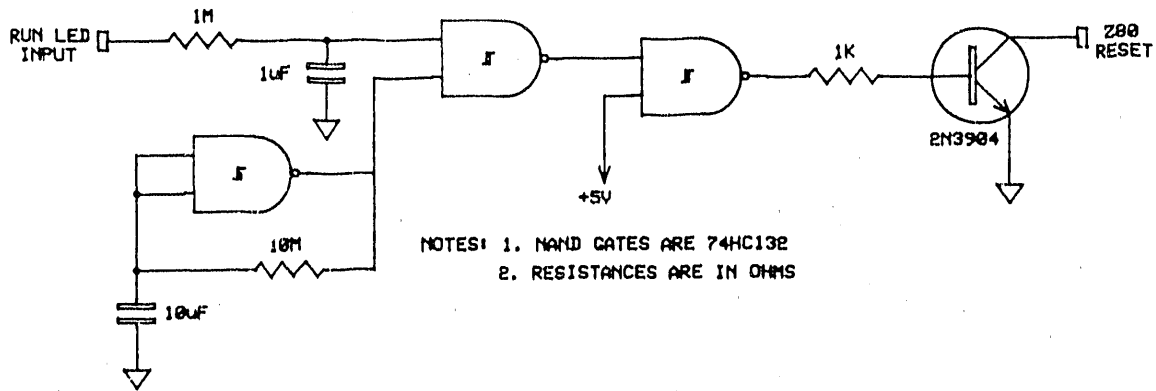 1M
RUN LED
INPUT
1uF
1K
Z80
RESET
2N3904
+5V
10M
10uF
NOTES: 1. NAND GATES ARE 74HC132
2. RESISTANCES ARE IN OHMS